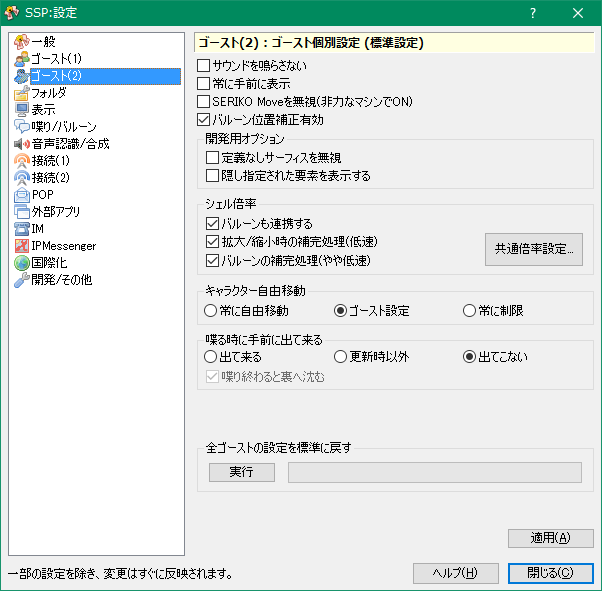 SSP:設定
一般
ゴースト(1)
ゴースト(2)
フォルダ
表示
喋り/バルーン
音声認識/合成
接続(1)
接続(2)
POP
外部アプリ
IM
IPMessenger
国際化
開発/その他
ゴースト(2) : ゴースト個別設定 (標準設定)
サウンドを鳴らさない
常に手前に表示
SERIKO Moveを無視(非力なマシンでON)
バルーン位置補正有効
開発用オプション
定義なしサーフィスを無視
隠し指定された要素を表示する
シェル倍率
バルーンも連携する
拡大/縮小時の補完処理(低速)
バルーンの補完処理(やや低速)
共通倍率設定...
キャラクター自由移動
常に自由移動 ゴースト設定 常に制限
喋る時に手前に出て来る
出て来る 更新時以外 出てこない
喋り終わると裏へ沈む
全ゴーストの設定を標準に戻す
実行
適用(A)
一部の設定を除き、変更はすぐに反映されます。
ヘルプ(H) 閉じる(C)